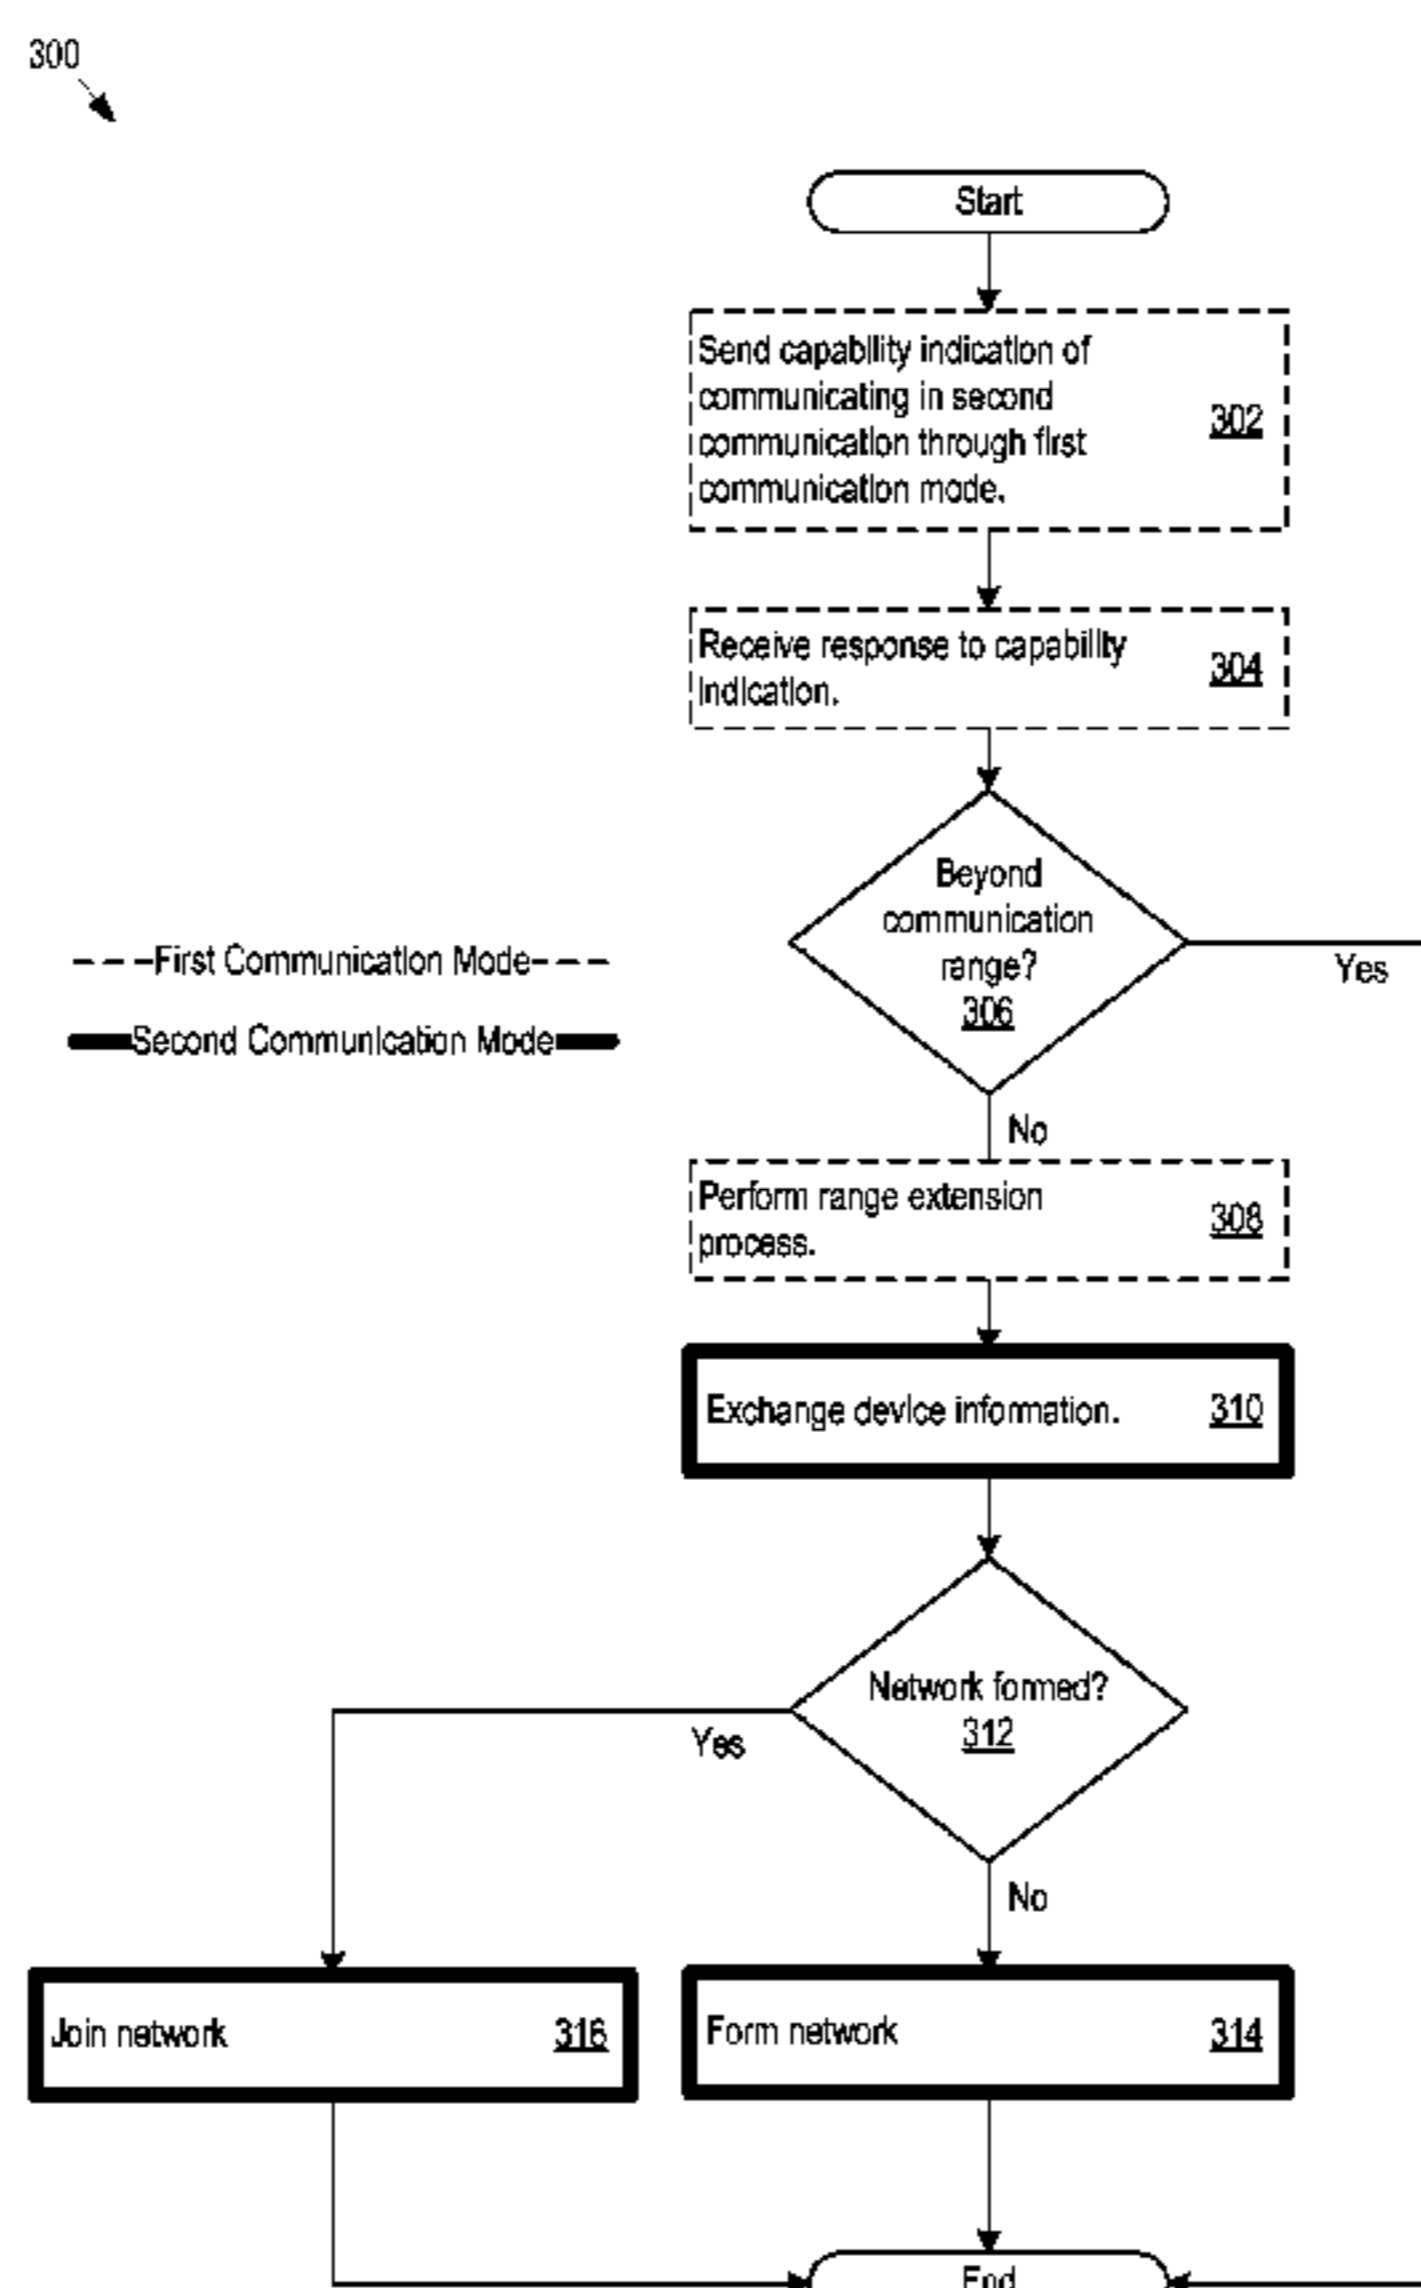 300
Start
Send capability indication of
communicating in second
communication through first
communication mode.
302
Receive response to capability
indication.
304
Beyond
communication
range?
306
Yes
---First Communication Mode---
Second Communication Mode
No
Perform range extension
process.
308
Exchange device information.
310
Network formed?
312
Yes
No
Join network
316
Form network
314
End